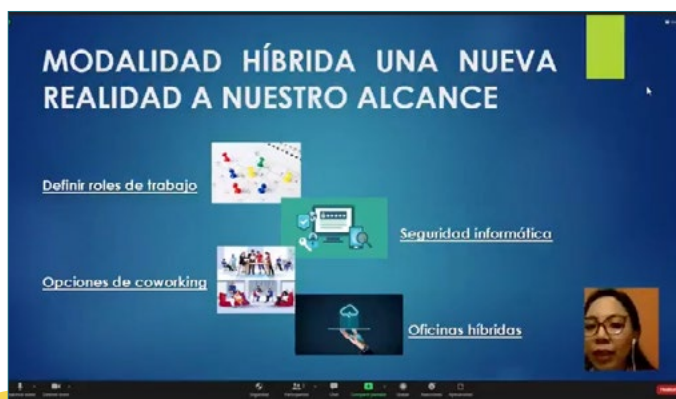 MODALIDAD HÍBRIDA UNA NUEVA
REALIDAD A NUESTRO ALCANCE
Definir roles de trabajo
Seguridad informática
Opciones de coworking
Oficinas híbridas